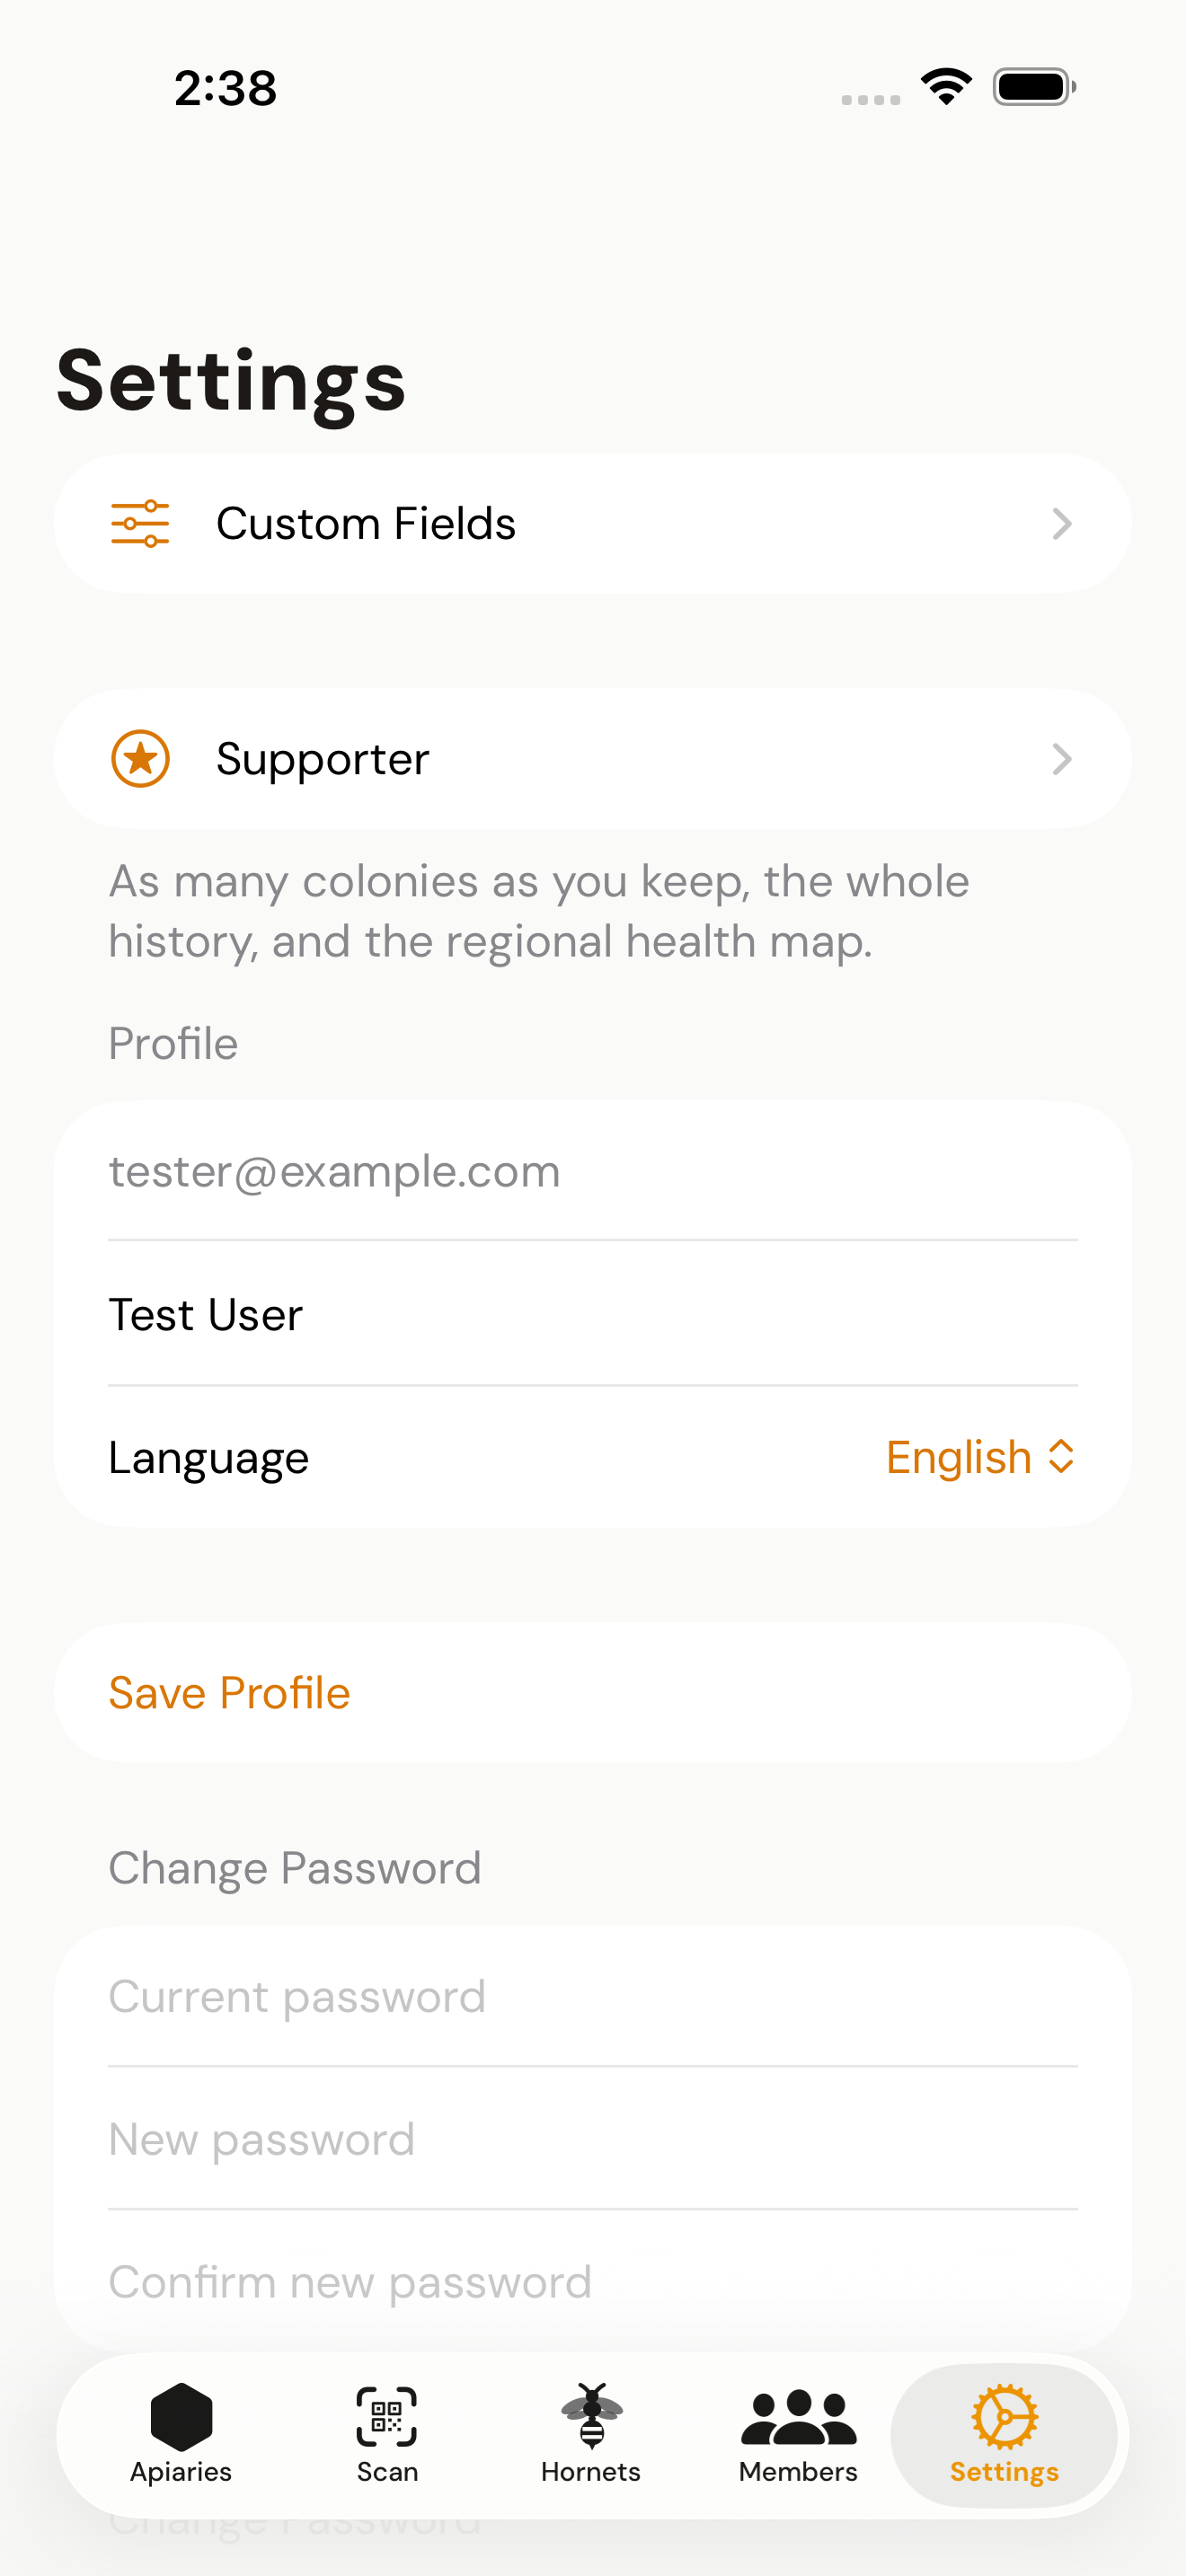 2:38
Settings
Custom Fields
Supporter
As many colonies as you keep, the whole
history, and the regional health map.
Profile
tester@example.com
Test User
Language
English
Save Profile
Change Password
Current password
New password
Confirm new password
Apiaries
Scan
Hornets
Members
Settings
Change Password